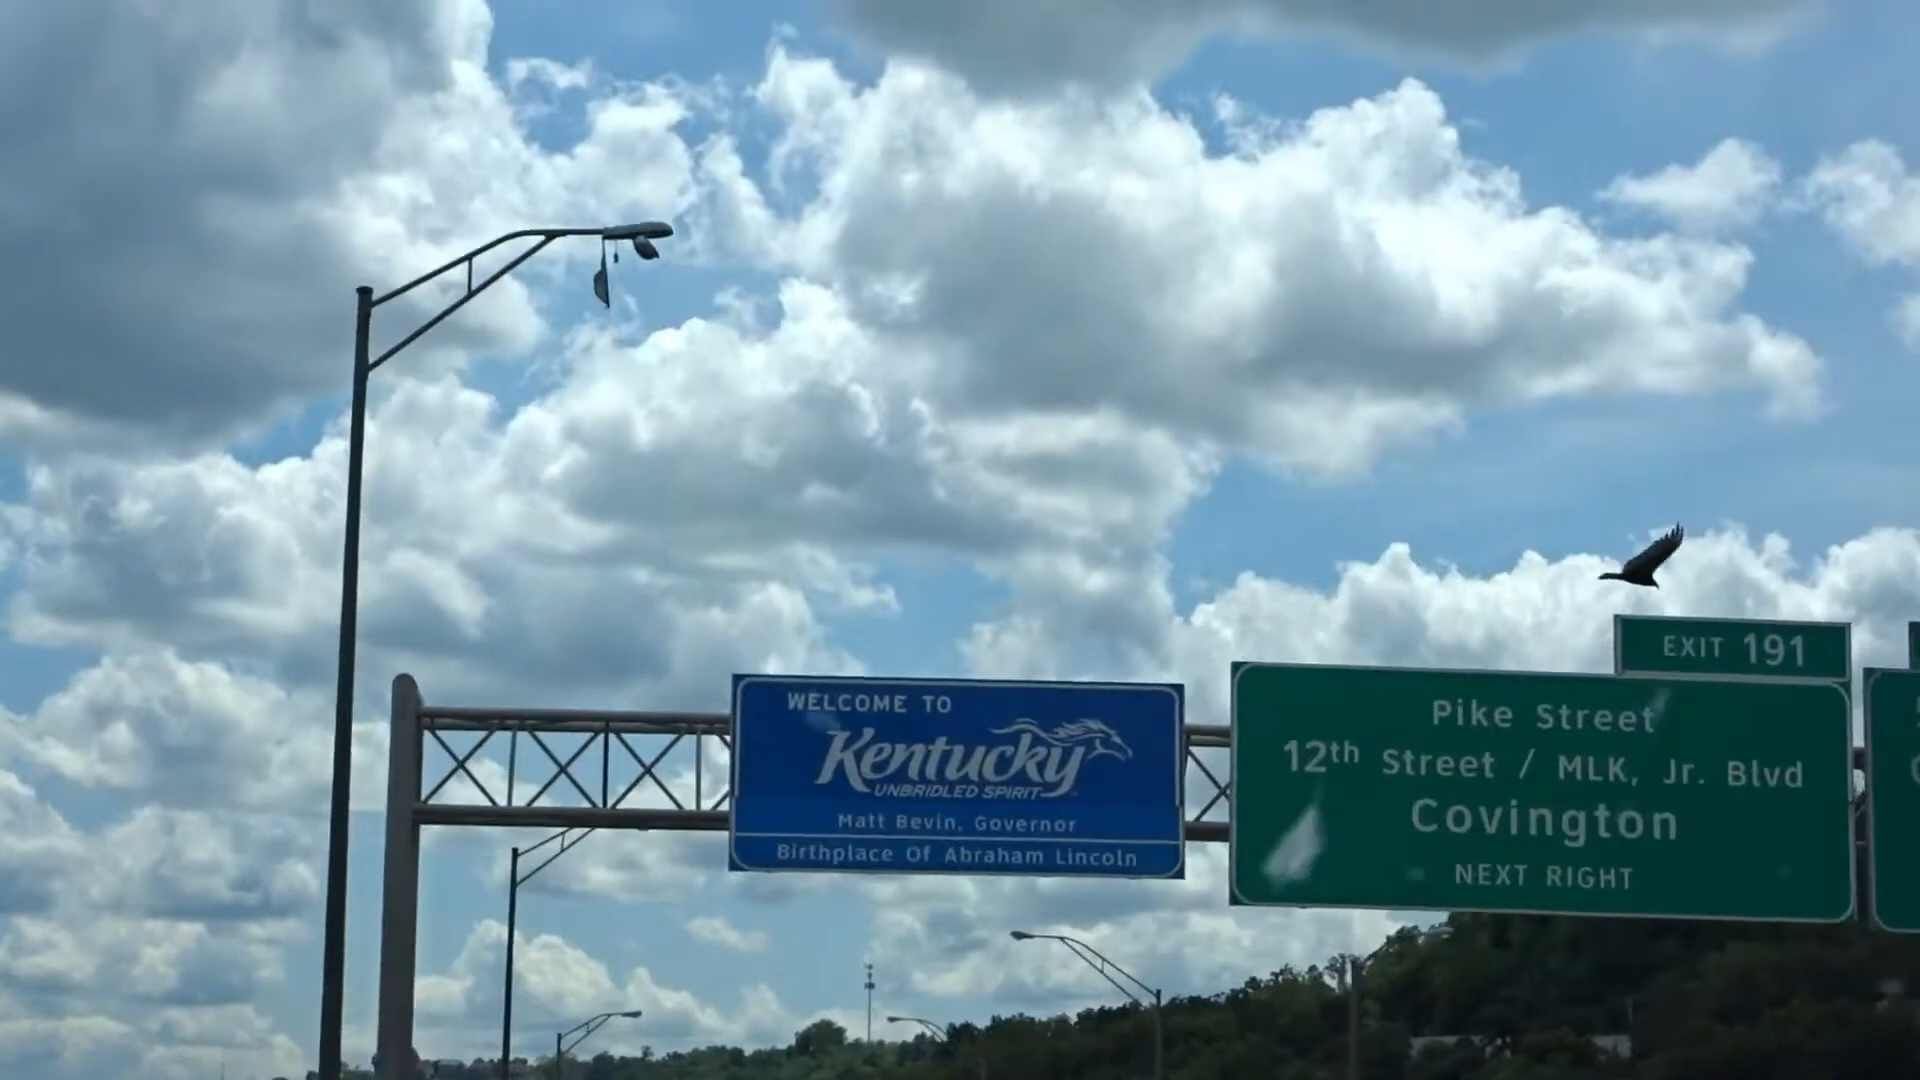 WELCOME TO
Kentucky
UNBRIDLED SPIRIT
Matt Bevin, Governor
Birthplace Of Abraham Lincoln
EXIT 191
Pike Street
12th Street / MLK, Jr. Blvd
Covington
NEXT RIGHT